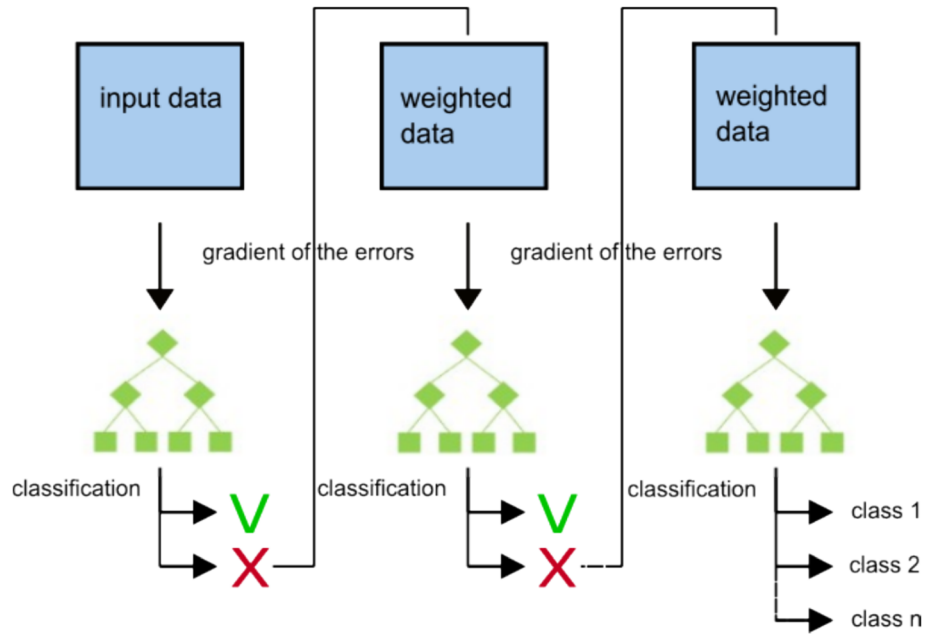 input data
weighted
data
weighted
data
gradient of the errors
gradient of the errors
classification
V
X
classification
V
X
classification
class 1
class 2
class n